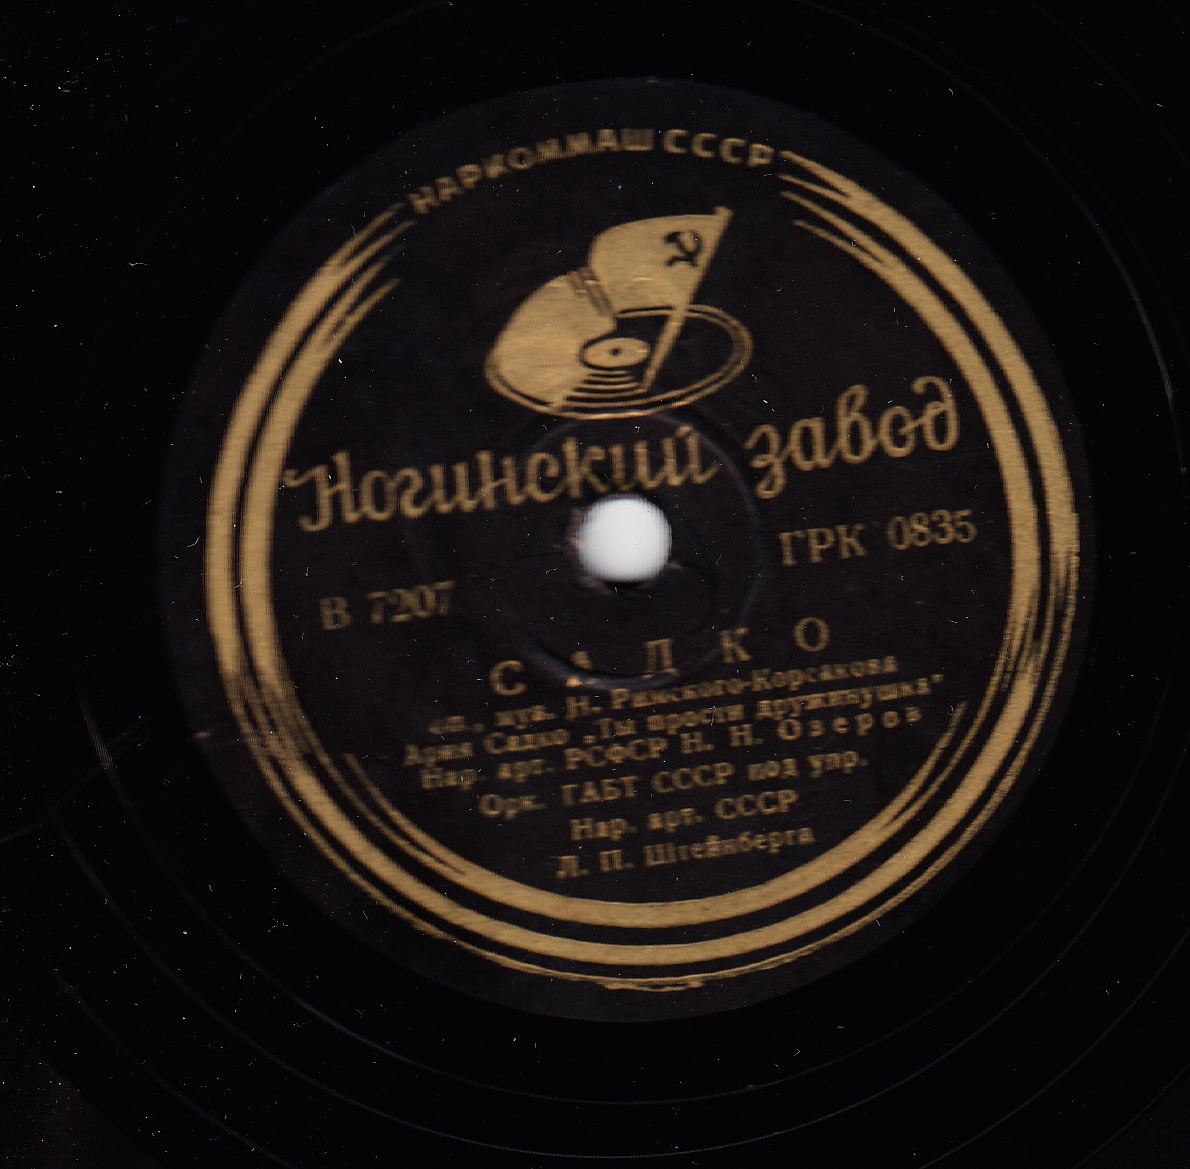 НАРКОММАШ СССР
Ногинский завод
В 7207
ГРК 0835
САДКО
оп., муз. Н. Римского-Корсакова
Ария Садко „Ты прости дружинушка"
Нар. арт. РСФСР Н. Н. Озеров
Орк. ГАБТ СССР под упр.
Нар. арт. СССР
Л. П. Штейнберга